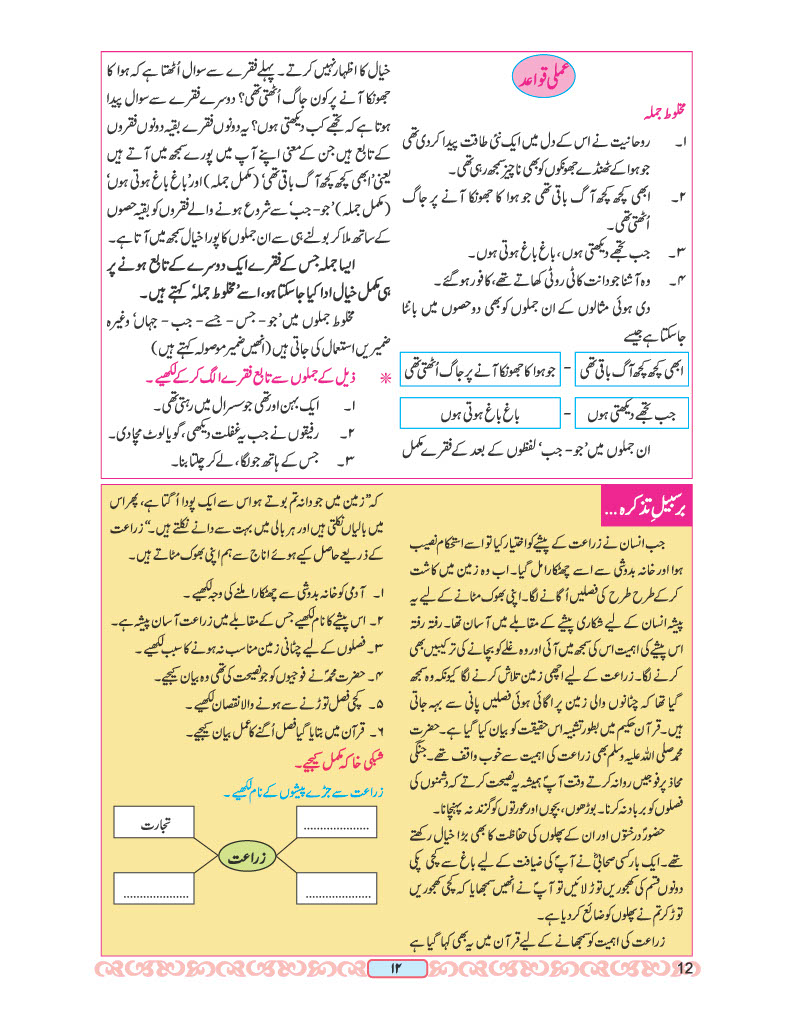 عملی قواعد
مخلوط جملہ
۱۔ روحانیت نے اس کے دل میں ایک نئی طاقت پیدا کردی تھی
جو ہوا کے ٹھنڈے جھونکوں کو بھی ناچیز سمجھ رہی تھی۔
۲۔ ابھی کچھ کچھ آگ باقی تھی جو ہوا کا جھونکا آنے پر جاگ
اُٹھتی تھی۔
۳۔ جب تجھے دیکھتی ہوں، باغ باغ ہوتی ہوں۔
۴۔ وہ آشنا جو دانت کاٹی روٹی کھاتے تھے، کافور ہوگئے۔
دی ہوئی مثالوں کے ان جملوں کو بھی دو حصوں میں بانٹا
جاسکتا ہے جیسے
ابھی کچھ کچھ آگ باقی تھی - جو ہوا کا جھونکا آنے پر جاگ اُٹھتی تھی
جب تجھے دیکھتی ہوں - باغ باغ ہوتی ہوں
ان جملوں میں ’جو - جب‘ لفظوں کے بعد کے فقرے مکمل
خیال کا اظہار نہیں کرتے۔ پہلے فقرے سے سوال اُٹھتا ہے کہ ہوا کا
جھونکا آنے پر کون جاگ اُٹھتی تھی؟ دوسرے فقرے سے سوال پیدا
ہوتا ہے کہ تجھے کب دیکھتی ہوں؟ یہ دونوں فقرے بقیہ دونوں فقروں
کے تابع ہیں جن کے معنی اپنے آپ میں پورے سمجھ میں آتے ہیں
یعنی ’ابھی کچھ کچھ آگ باقی تھی‘ (مکمل جملہ) اور ’باغ باغ ہوتی ہوں‘
(مکمل جملہ) ’جو - جب‘ سے شروع ہونے والے فقروں کو بقیہ حصوں
کے ساتھ ملا کر بولنے ہی سے ان جملوں کا پورا خیال سمجھ میں آتا ہے۔
ایسا جملہ جس کے فقرے ایک دوسرے کے تابع ہونے پر
ہی مکمل خیال ادا کیا جاسکتا ہو، اسے ’مخلوط جملہ‘ کہتے ہیں۔
مخلوط جملوں میں ’جو - جس - جسے - جب - جہاں‘ وغیرہ
ضمیریں استعمال کی جاتی ہیں (اُنھیں ضمیر موصولہ کہتے ہیں)
* ذیل کے جملوں سے تابع فقرے الگ کر کے لکھیے۔
۱۔ ایک بہن اور تھی جو سسرال میں رہتی تھی۔
۲۔ رفیقوں نے جب یہ غفلت دیکھی، گویا لوٹ مچا دی۔
۳۔ جس کے ہاتھ جو لگا، لے کر چلتا بنا۔
بر سبیلِ تذکرہ ...
جب انسان نے زراعت کے پیشے کو اختیار کیا تو اسے استحکام نصیب
ہوا اور خانہ بدوشی سے اسے چھٹکارا مل گیا۔ اب وہ زمین میں کاشت
کر کے طرح طرح کی فصلیں اُگانے لگا۔ اپنی بھوک مٹانے کے لیے یہ
پیشہ انسان کے لیے شکاری پیشے کے مقابلے میں آسان تھا۔ رفتہ رفتہ
اس پیشے کی اہمیت اس کی سمجھ میں آئی اور وہ غلّے کو بچانے کی ترکیبیں بھی
کرنے لگا۔ زراعت کے لیے اچھی زمین تلاش کرنے لگا کیونکہ وہ سمجھ
گیا تھا کہ چٹانوں والی زمین پر اگائی ہوئی فصلیں پانی سے بہہ جاتی
ہیں۔ قرآن حکیم میں بطور تشبیہ اس حقیقت کو بیان کیا گیا ہے۔ حضرت
محمد صلی اللہ علیہ وسلم بھی زراعت کی اہمیت سے خوب واقف تھے۔ جنگی
محاذ پر فوجیں روانہ کرتے وقت آپؐ ہمیشہ یہ نصیحت کرتے کہ دشمنوں کی
فصلوں کو برباد نہ کرنا۔ بوڑھوں، بچوں اور عورتوں کو گزند نہ پہنچانا۔
حضورؐ درختوں اور ان کے پھلوں کی حفاظت کا بھی بڑا خیال رکھتے
تھے۔ ایک بار کسی صحابیؓ نے آپؐ کی ضیافت کے لیے باغ سے کچی پکی
دونوں قسم کی کھجوریں توڑ لائیں تو آپؐ نے انھیں سمجھایا کہ کچی کھجوریں
توڑ کر تم نے پھلوں کو ضائع کردیا ہے۔
زراعت کی اہمیت کو سمجھانے کے لیے قرآن میں یہ بھی کہا گیا ہے
کہ ’’زمین میں جو دانہ تم بوتے ہو اس سے ایک پودا اُگتا ہے، پھر اس
میں بالیاں نکلتی ہیں اور ہر بالی میں بہت سے دانے نکلتے ہیں۔‘‘ زراعت
کے ذریعے حاصل کیے ہوئے اناج سے ہم اپنی بھوک مٹاتے ہیں۔
۱۔ آدمی کو خانہ بدوشی سے چھٹکارا ملنے کی وجہ لکھیے۔
۲۔ اس پیشے کا نام لکھیے جس کے مقابلے میں زراعت آسان پیشہ ہے۔
۳۔ فصلوں کے لیے چٹانی زمین مناسب نہ ہونے کا سبب لکھیے۔
۴۔ حضرت محمدؐ نے فوجیوں کو جو نصیحت کی تھی وہ بیان کیجیے۔
۵۔ کچی فصل توڑنے سے ہونے والا نقصان لکھیے۔
۶۔ قرآن میں بتایا گیا فصل اُگنے کا عمل بیان کیجیے۔
شبکی خاکہ مکمل کیجیے۔
زراعت سے جڑے پیشوں کے نام لکھیے۔
....................
تجارت
زراعت
....................
....................
۱۲
12